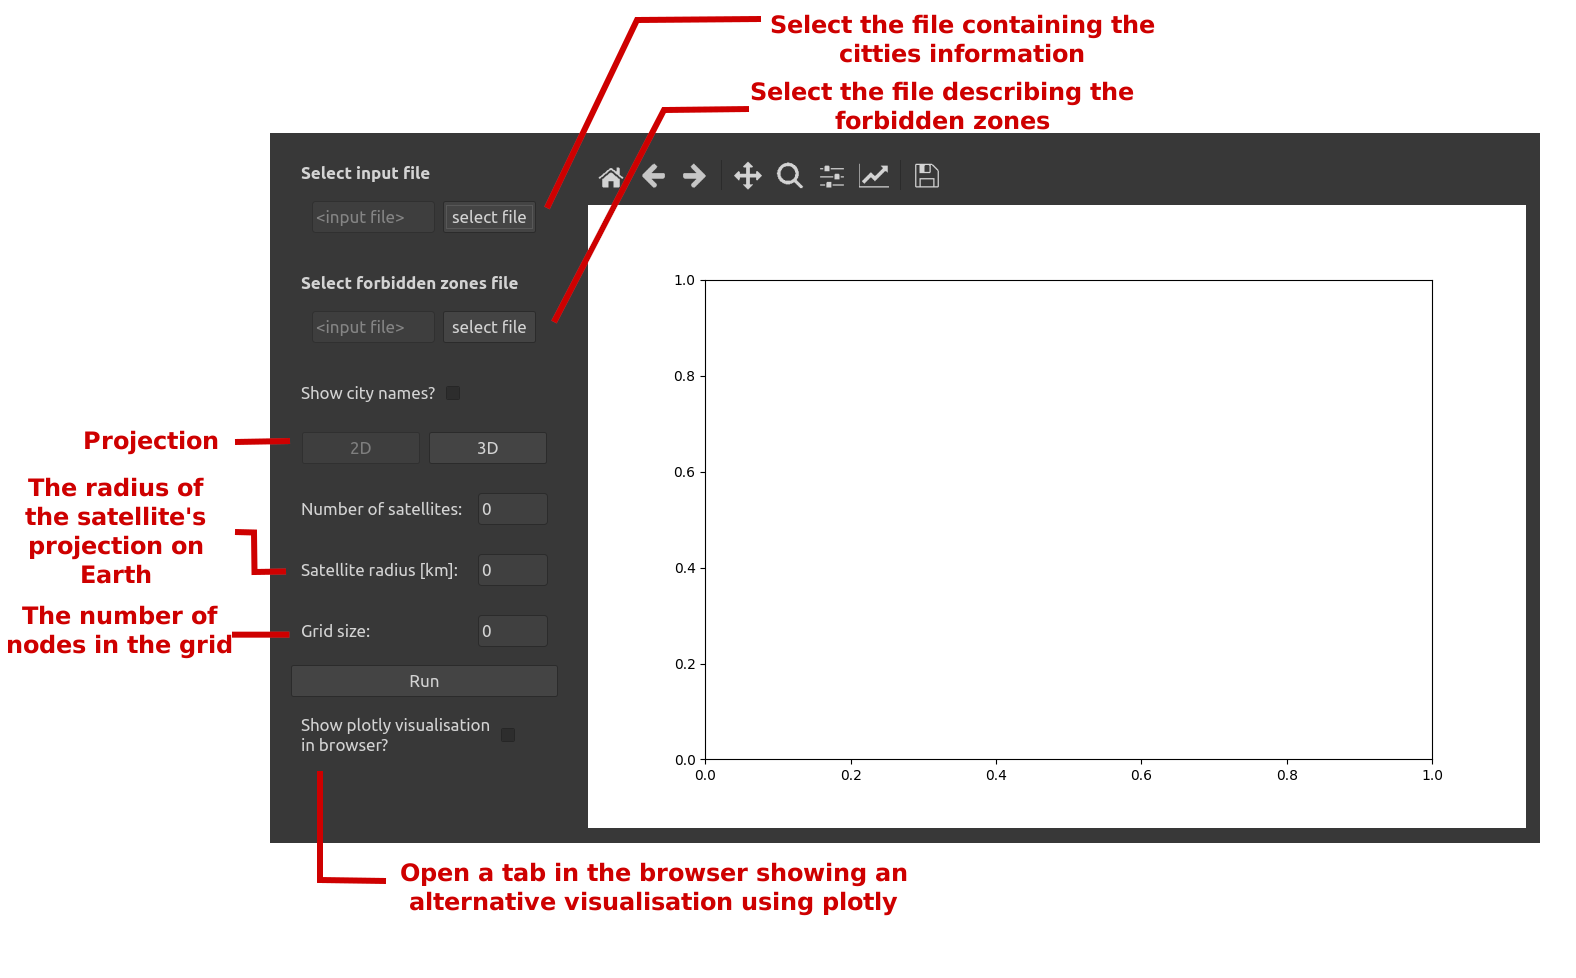 Select the file containing the
citties information
Select the file describing the
forbidden zones
Select input file
<input file>
select file
Select forbidden zones file
<input file>
select file
Show city names?
Projection
2D
3D
The radius of
the satellite's
projection on
Earth
Number of satellites:
0
Satellite radius [km]:
0
The number of
nodes in the grid
Grid size:
0
Run
Show plotly visualisation
in browser?
1.0
0.8
0.6
0.4
0.2
0.0
0.0
0.2
0.4
0.6
0.8
1.0
Open a tab in the browser showing an
alternative visualisation using plotly